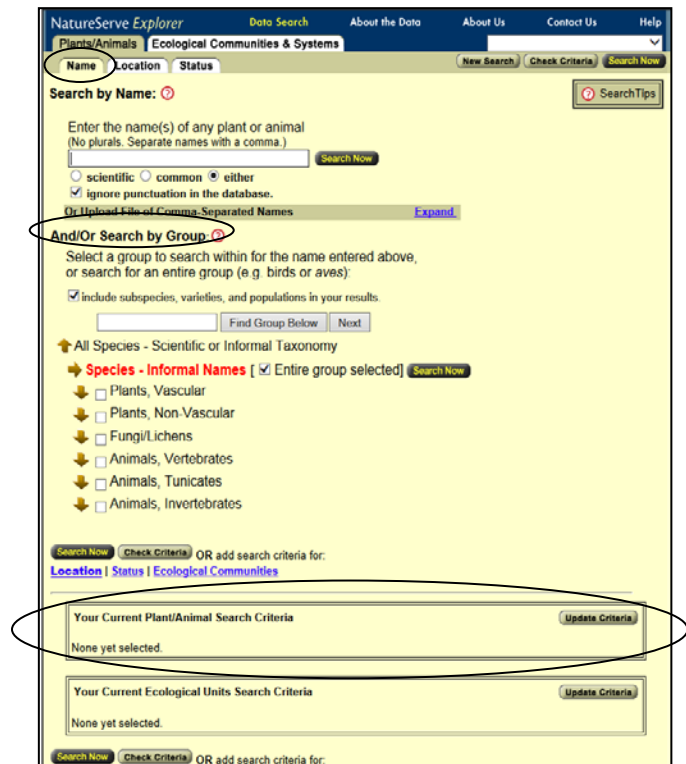 NatureServe Explorer Data Search About the Data About Us Contact Us Help
Plants/Animals Ecological Communities & Systems
Name Location Status New Search Check Criteria Search Now
Search by Name: ? ? SearchTips
Enter the name(s) of any plant or animal
(No plurals. Separate names with a comma.)
Search Now
scientific common either
ignore punctuation in the database.
Or Upload File of Comma-Separated Names Expand
And/Or Search by Group: ?
Select a group to search within for the name entered above,
or search for an entire group (e.g. birds or aves):
include subspecies, varieties, and populations in your results.
Find Group Below Next
All Species - Scientific or Informal Taxonomy
Species - Informal Names [ Entire group selected] Search Now
Plants, Vascular
Plants, Non-Vascular
Fungi/Lichens
Animals, Vertebrates
Animals, Tunicates
Animals, Invertebrates
Search Now Check Criteria OR add search criteria for:
Location | Status | Ecological Communities
Your Current Plant/Animal Search Criteria Update Criteria
None yet selected.
Your Current Ecological Units Search Criteria Update Criteria
None yet selected.
Search Now Check Criteria OR add search criteria for: